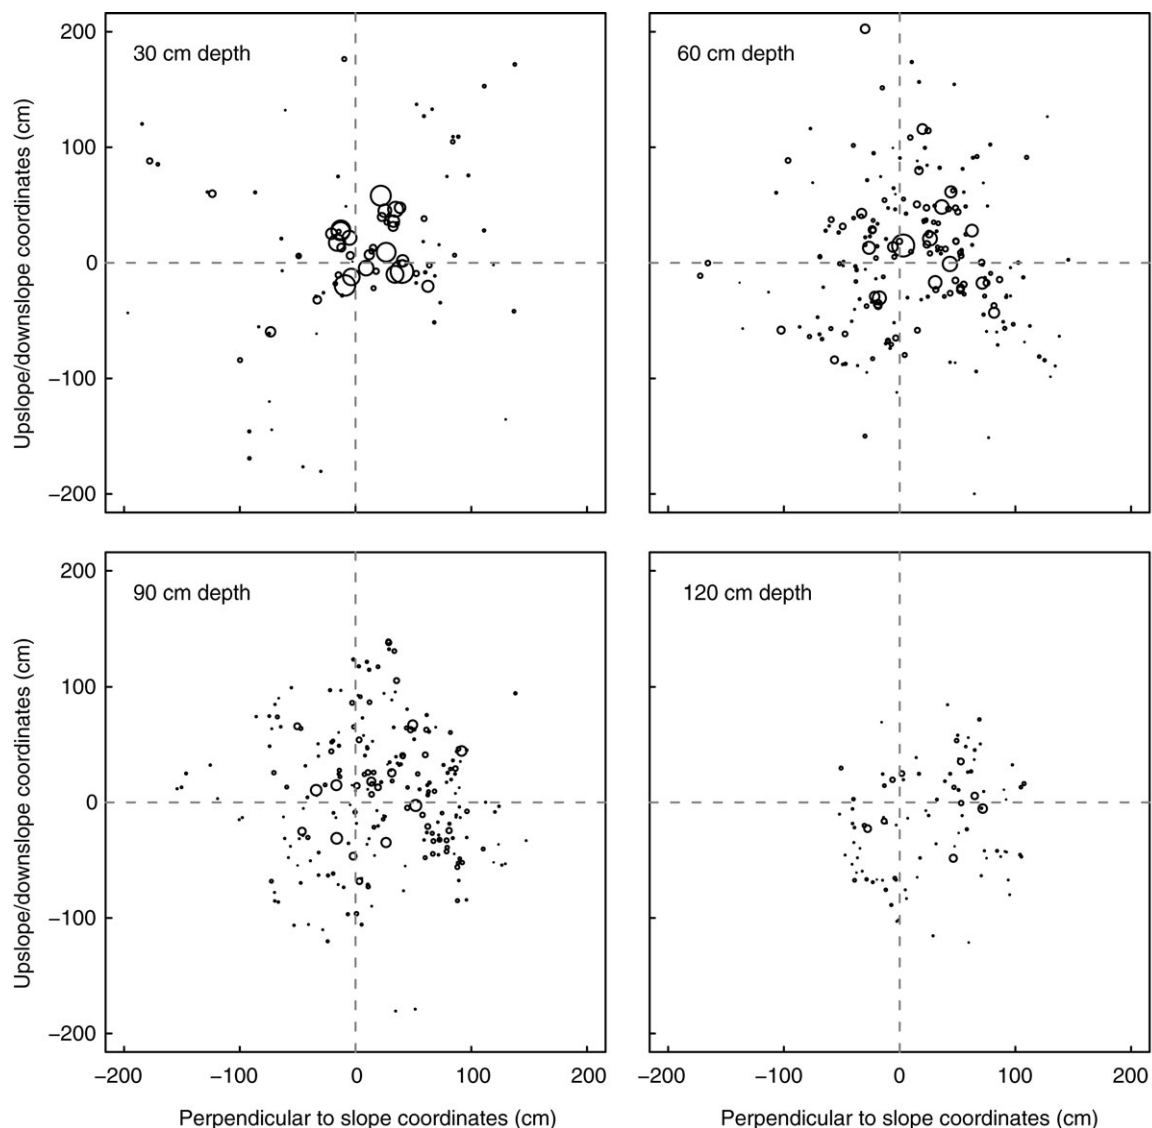 30 cm depth
60 cm depth
Upslope/downslope coordinates (cm)
200
100
0
−100
−200
90 cm depth
120 cm depth
Upslope/downslope coordinates (cm)
200
100
0
−100
−200
−200 −100 0 100 200
−200 −100 0 100 200
Perpendicular to slope coordinates (cm)
Perpendicular to slope coordinates (cm)